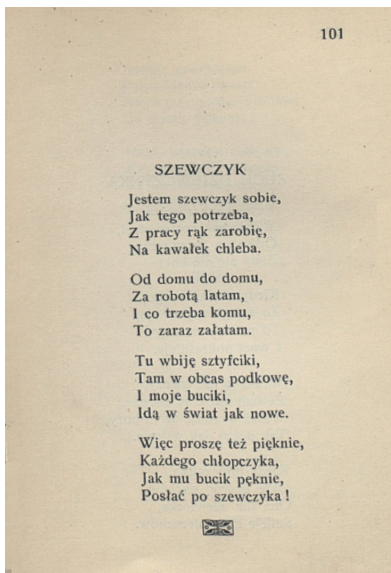 101
SZEWCZYK
Jestem szewczyk sobie,
Jak tego potrzeba,
Z pracy rąk zarobię,
Na kawałek chleba.
Od domu do domu,
Za robotą latam,
I co trzeba komu,
To zaraz załatam.
Tu wbiję sztyfciki,
Tam w obcas podkowę,
I moje buciki,
Idą w świat jak nowe.
Więc proszę też pięknie,
Każdego chłopczyka,
Jak mu bucik pęknie,
Posłać po szewczyka!